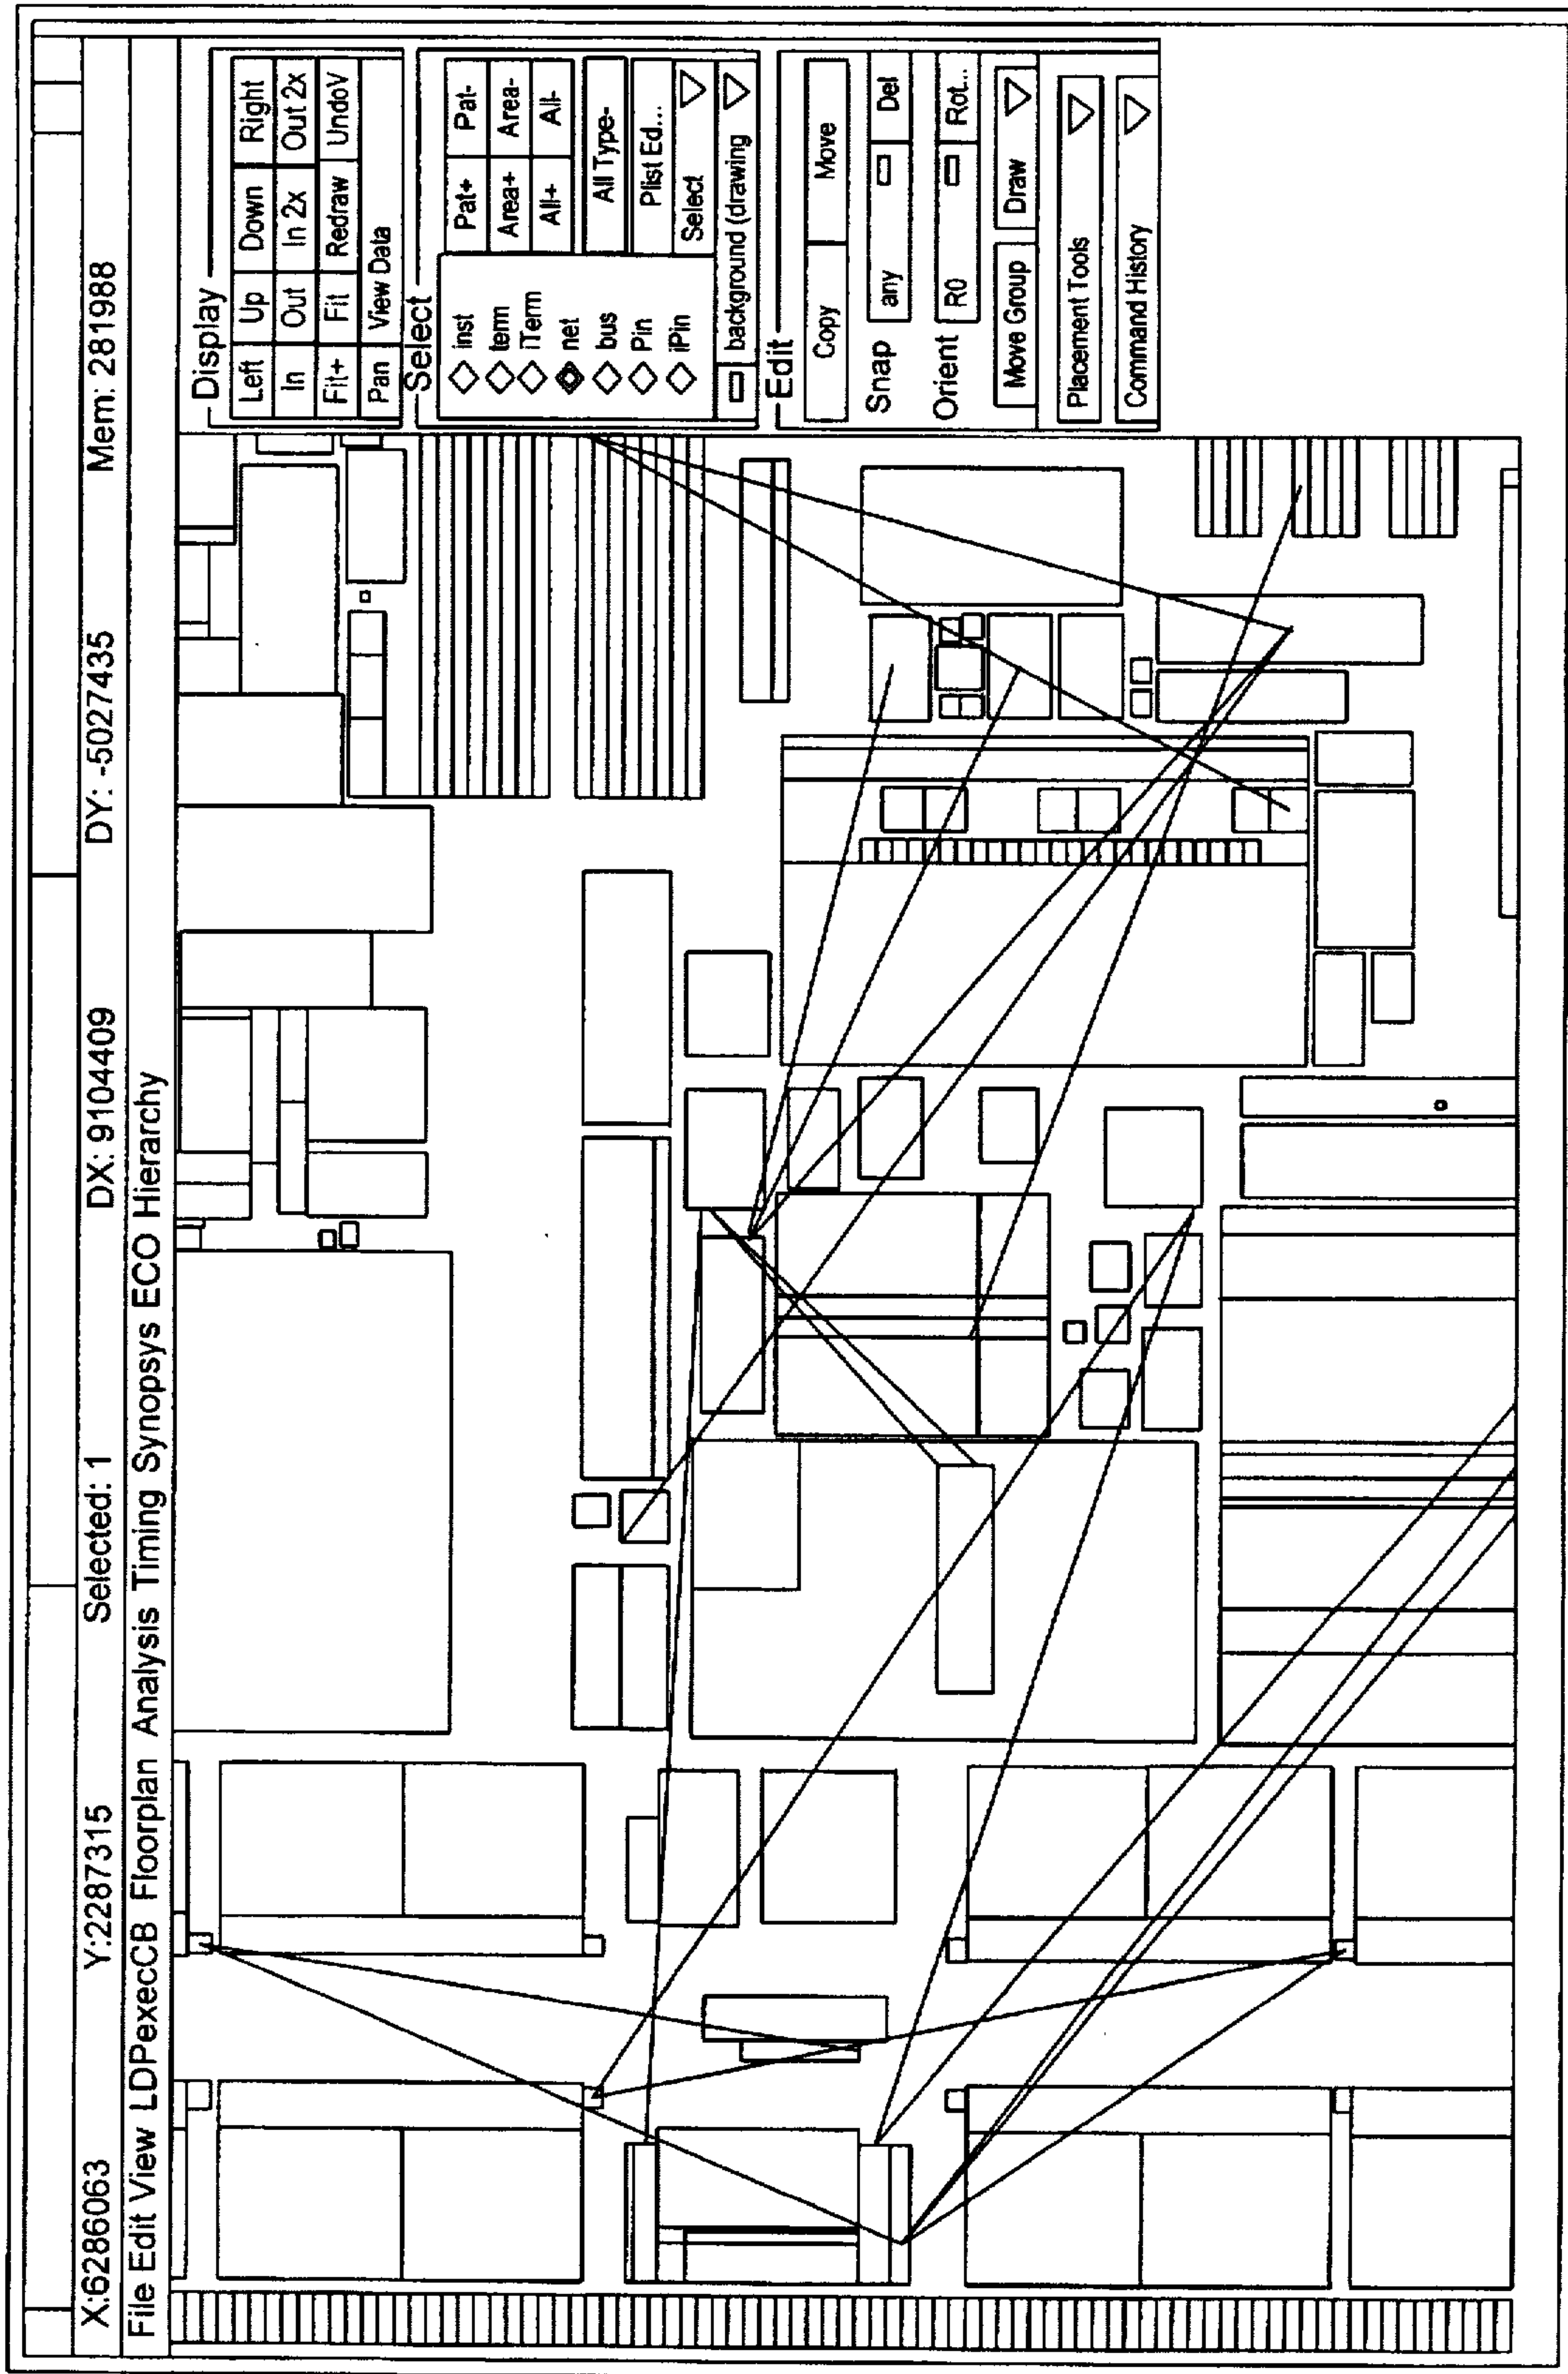 X:6286063 Y:2287315 Selected: 1 DX: 9104409 DY: -5027435 Mem: 281988
File Edit View LDPexecCB Floorplan Analysis Timing Synopsys ECO Hierarchy
Display
Left Up Down Right
In Out In 2x Out 2x
Fit+ Fit Redraw UndoV
Pan View Data
Select
inst
term
iTerm
net
bus
Pin
iPin
Pat+ Pat-
Area+ Area-
All+ All-
All Type-
Plist Ed...
Select
background (drawing
Edit
Copy Move
Snap any Del
Orient R0 Rot...
Move Group Draw
Placement Tools
Command History